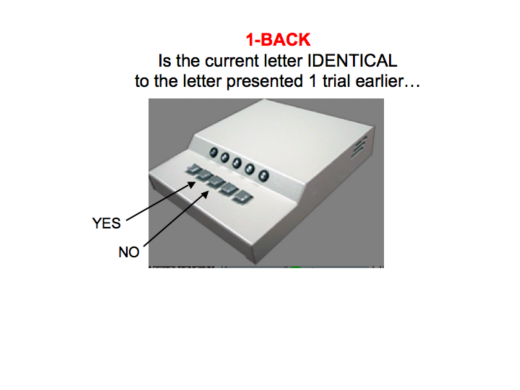 1-BACK
Is the current letter IDENTICAL
to the letter presented 1 trial earlier…
YES
NO